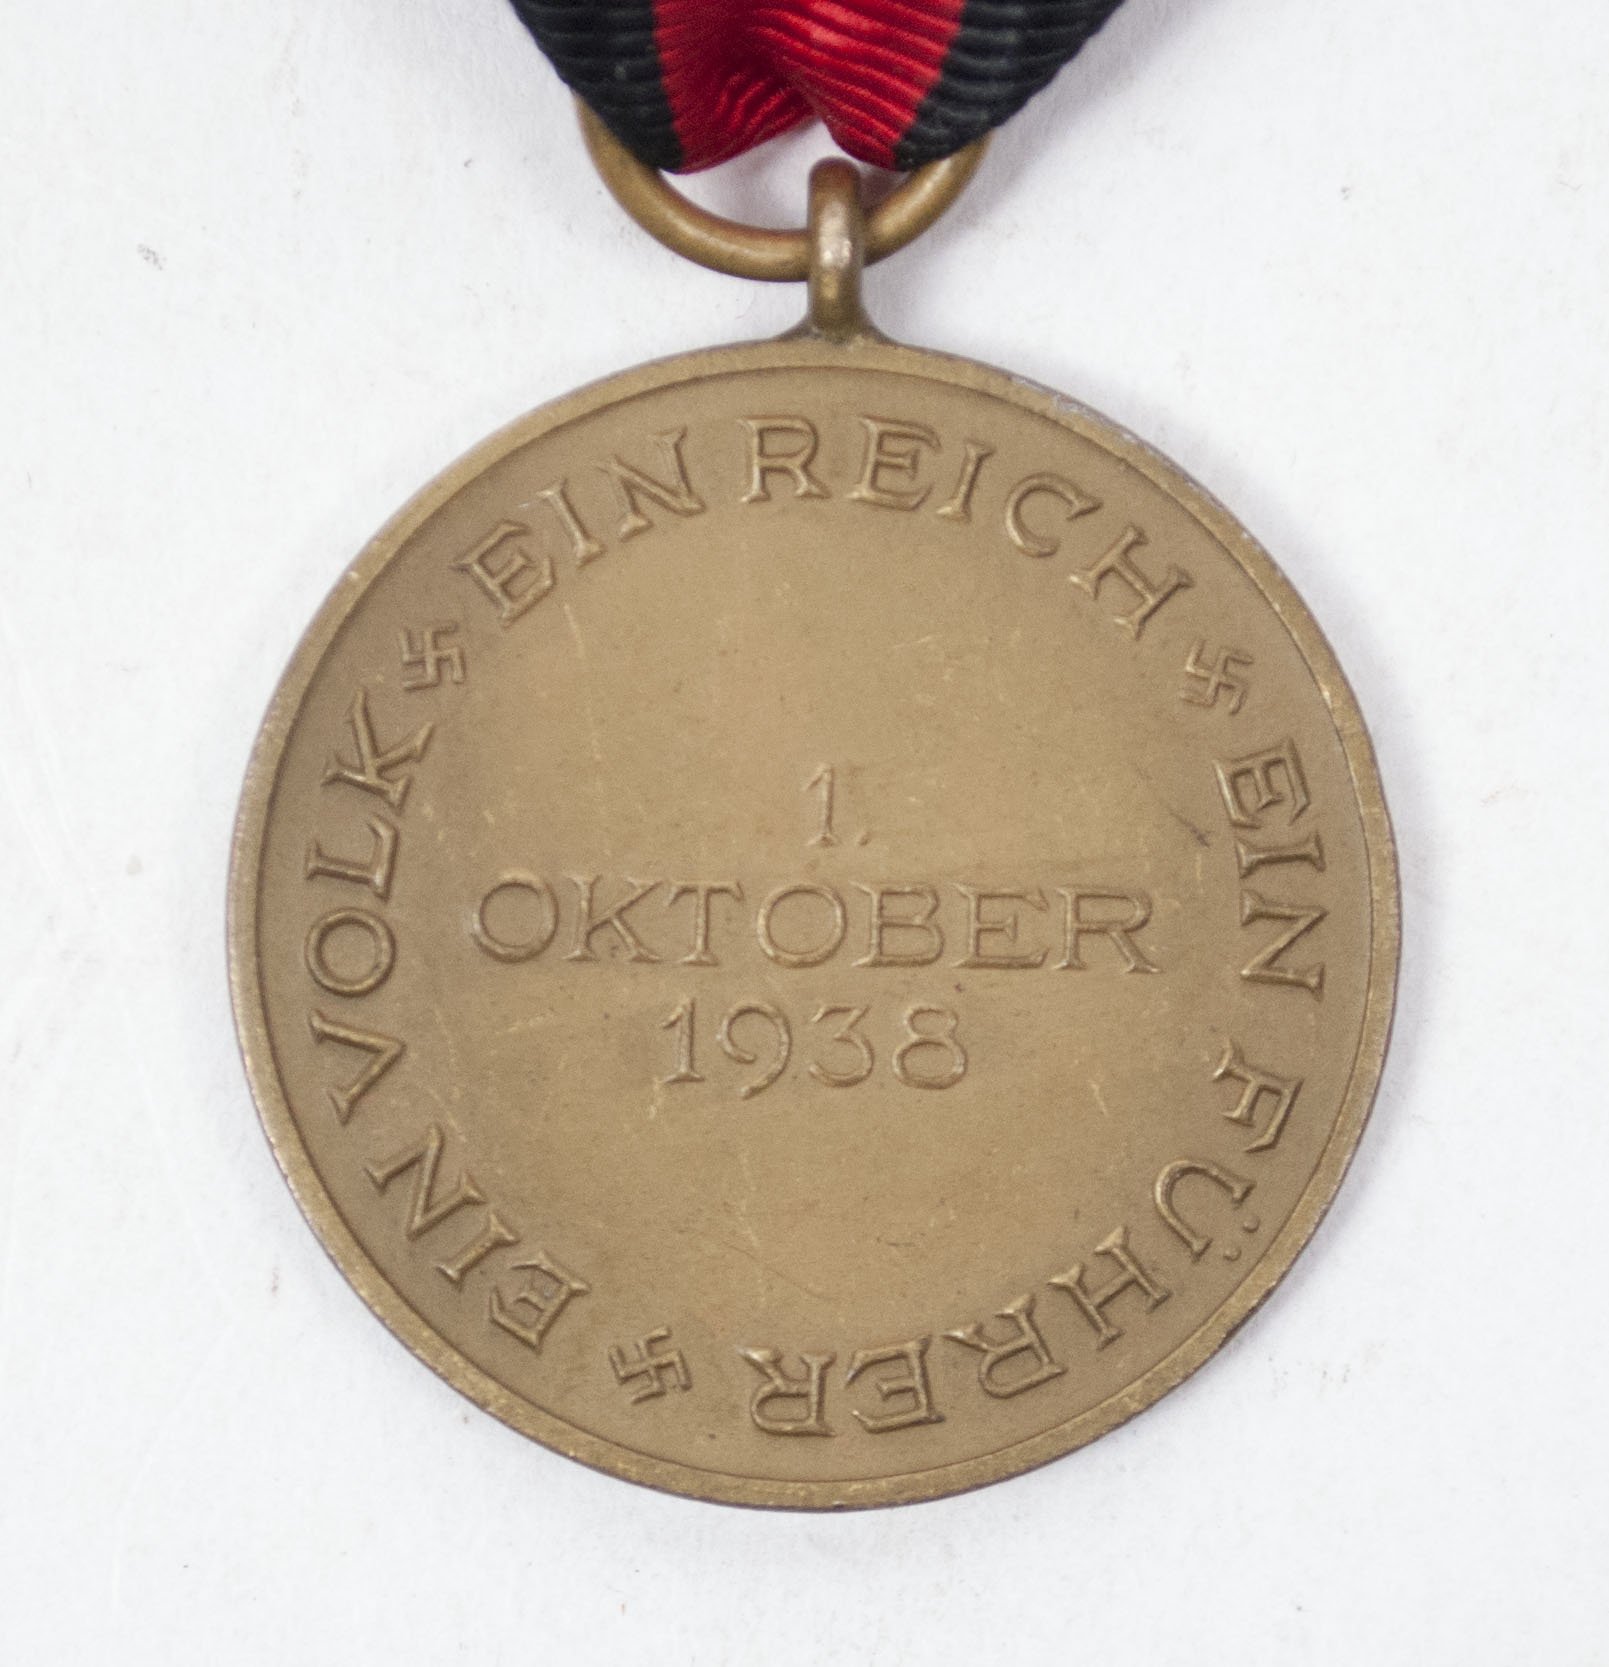 EIN VOLK 卐 EIN REICH 卐 EIN FÜHRER 卐
1.
OKTOBER
1938